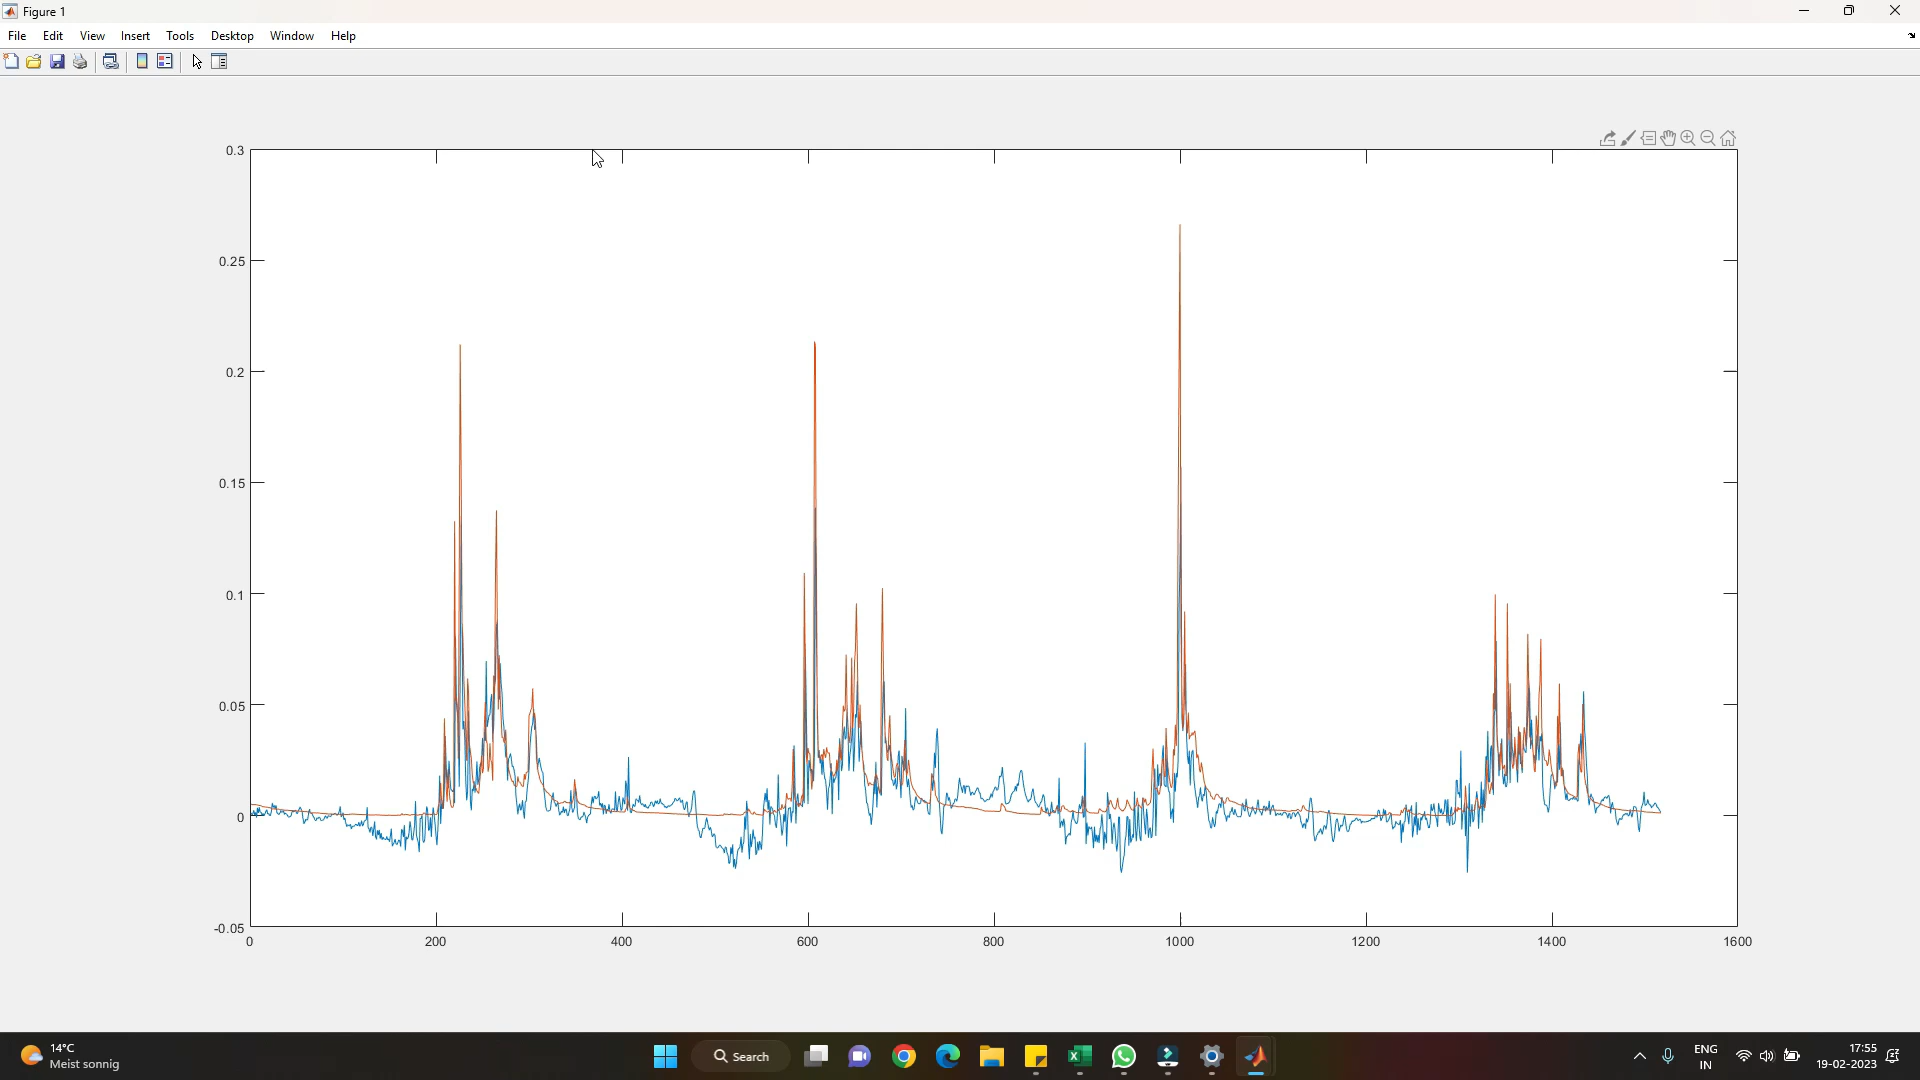 Figure 1
File Edit View Insert Tools Desktop Window Help
0.3
0.25
0.2
0.15
0.1
0.05
0
-0.05
0 200 400 600 800 1000 1200 1400 1600
14°C
Meist sonnig
Search
ENG
IN
17:55
19-02-2023